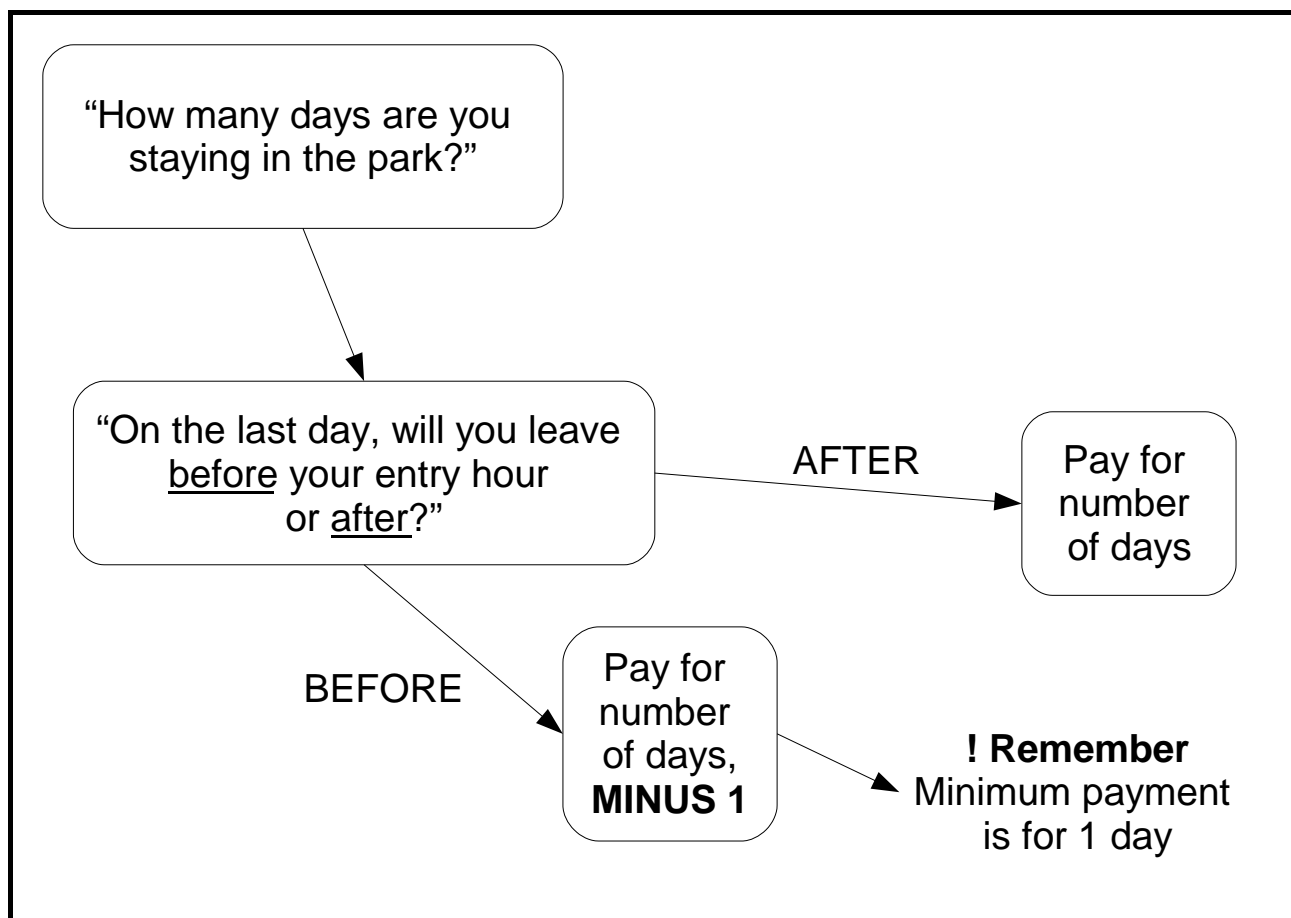 “How many days are you
staying in the park?”
“On the last day, will you leave
before your entry hour
or after?”
AFTER
Pay for
number
of days
BEFORE
Pay for
number
of days,
MINUS 1
! Remember
Minimum payment
is for 1 day